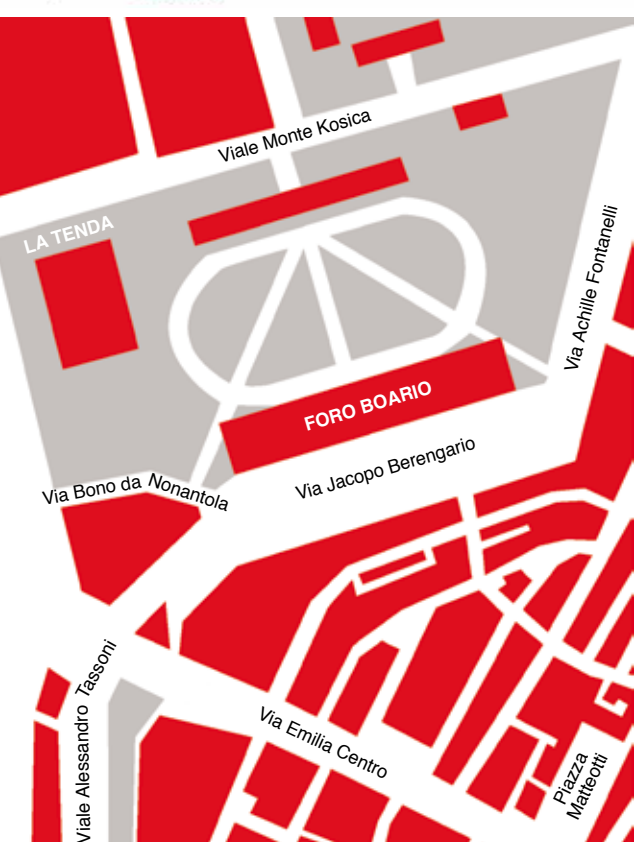 Viale Monte Kosica
LA TENDA
Via Achille Fontanelli
FORO BOARIO
Via Jacopo Berengario
Via Bono da Nonantola
Viale Alessandro Tassoni
Via Emilia Centro
Piazza
Matteotti